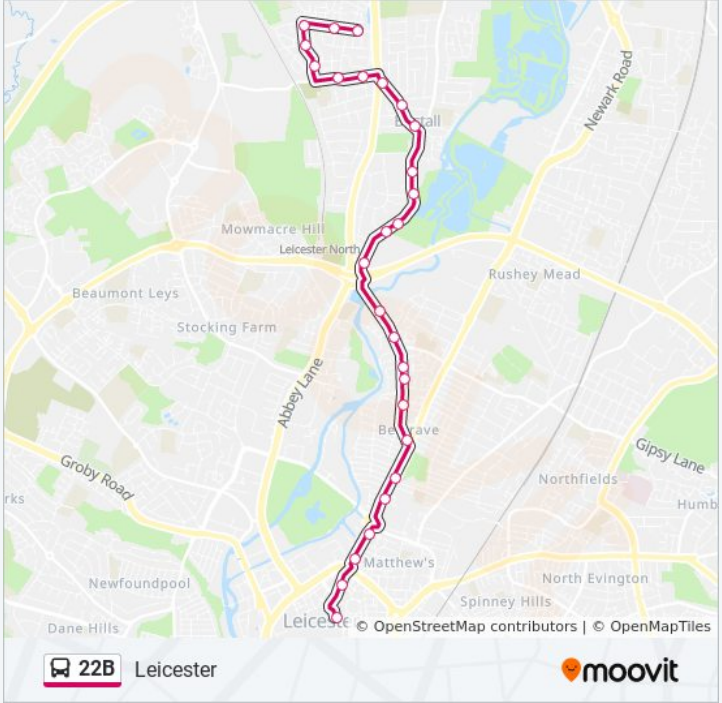 Newark Road
Mowmacre Hill
Leicester North
Rushey Mead
Beaumont Leys
Stocking Farm
Abbey Lane
Groby Road
Gipsy Lane
Northfields
rks
Humb
Matthew's
Newfoundpool
North Evington
Spinney Hills
Dane Hills
© OpenStreetMap contributors | © OpenMapTiles
22B Leicester
moovit